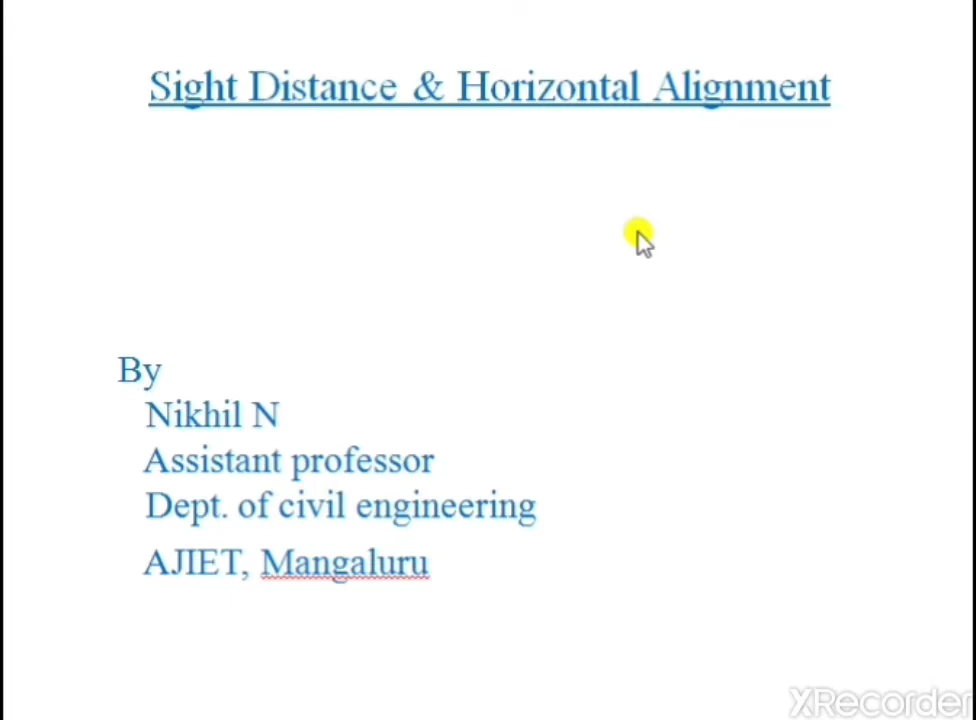 Sight Distance & Horizontal Alignment
By
Nikhil N
Assistant professor
Dept. of civil engineering
AJIET, Mangaluru
XRecorder